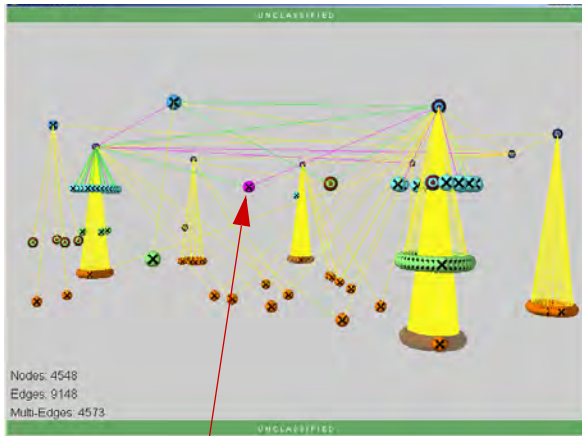 UNCLASSIFIED
Nodes: 4548
Edges: 9148
Multi-Edges: 4573
UNCLASSIFIED